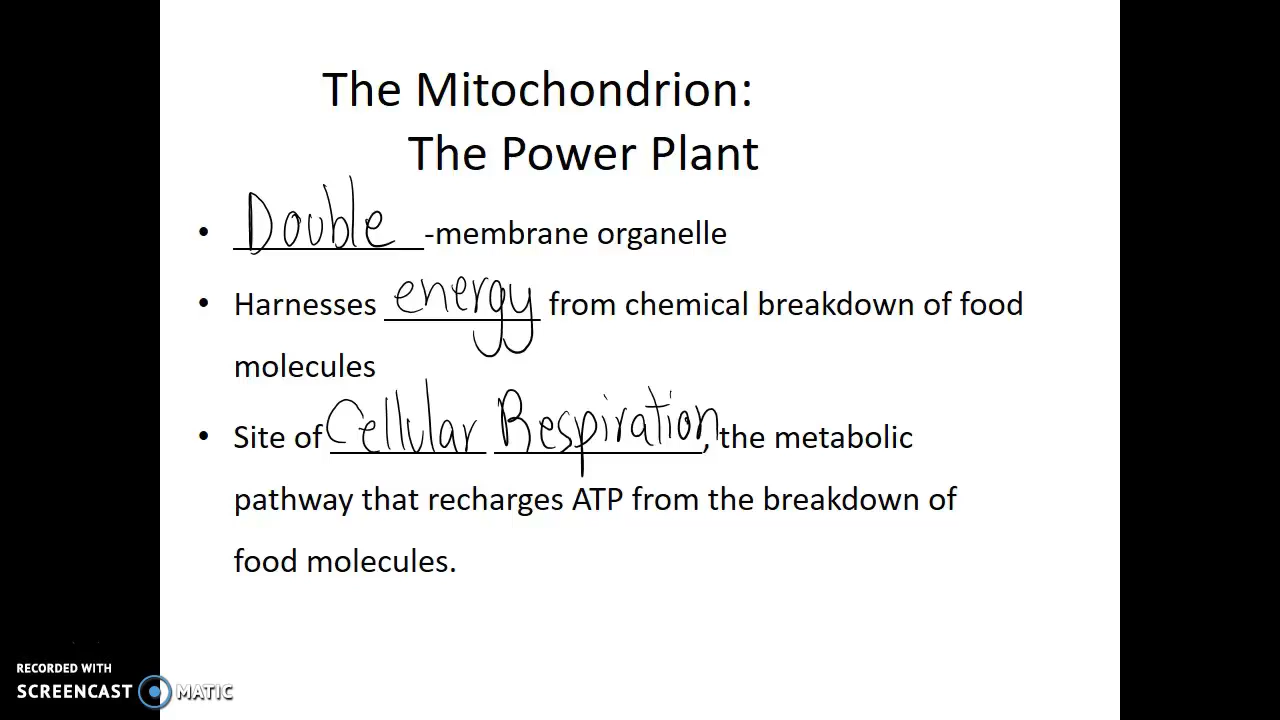 The Mitochondrion:
The Power Plant
• Double-membrane organelle
• Harnesses energy from chemical breakdown of food
molecules
• Site of Cellular Respiration, the metabolic
pathway that recharges ATP from the breakdown of
food molecules.
RECORDED WITH
SCREENCAST MATIC